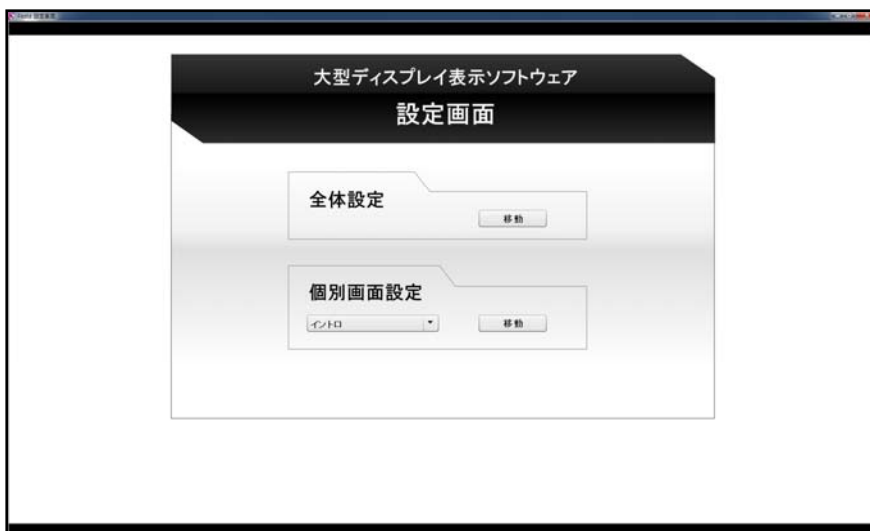 大型ディスプレイ表示ソフトウェア
設定画面
全体設定
移動
個別画面設定
イントロ
移動